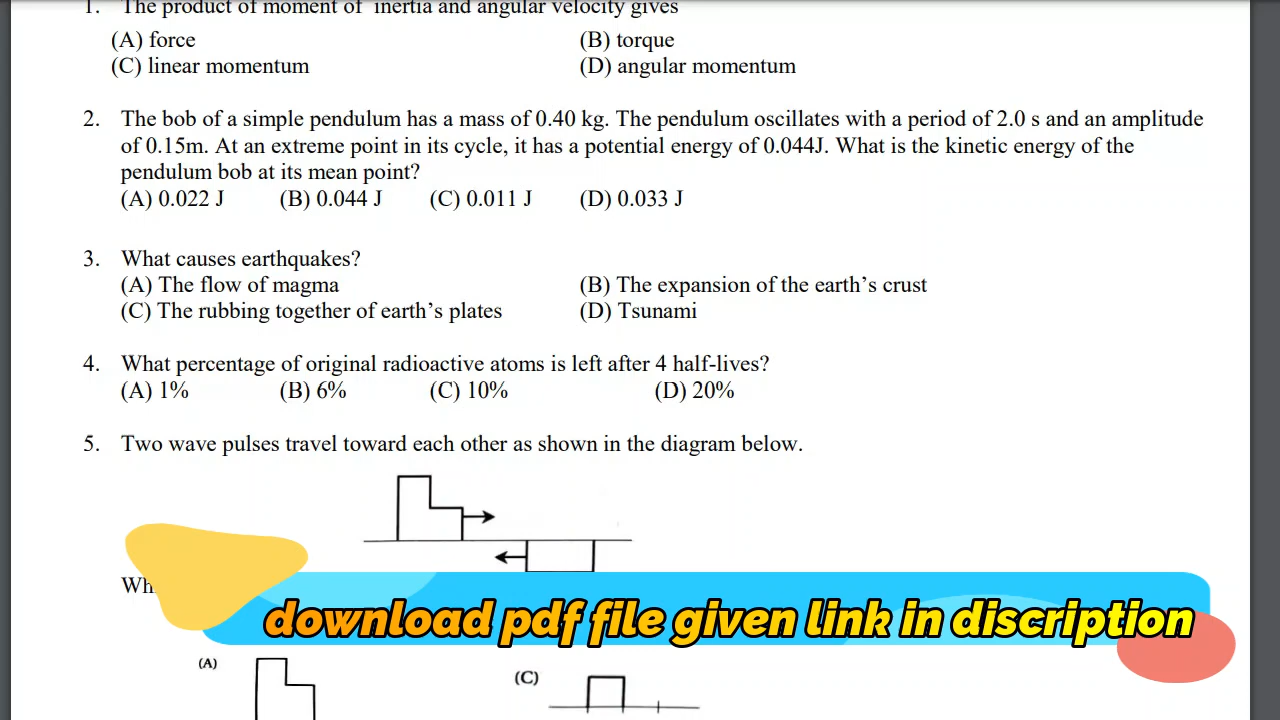 1. The product of moment of inertia and angular velocity gives
(A) force (B) torque
(C) linear momentum (D) angular momentum
2. The bob of a simple pendulum has a mass of 0.40 kg. The pendulum oscillates with a period of 2.0 s and an amplitude
of 0.15m. At an extreme point in its cycle, it has a potential energy of 0.044J. What is the kinetic energy of the
pendulum bob at its mean point?
(A) 0.022 J (B) 0.044 J (C) 0.011 J (D) 0.033 J
3. What causes earthquakes?
(A) The flow of magma (B) The expansion of the earth’s crust
(C) The rubbing together of earth’s plates (D) Tsunami
4. What percentage of original radioactive atoms is left after 4 half-lives?
(A) 1% (B) 6% (C) 10% (D) 20%
5. Two wave pulses travel toward each other as shown in the diagram below.
download pdf file given link in discription
(A) (C)